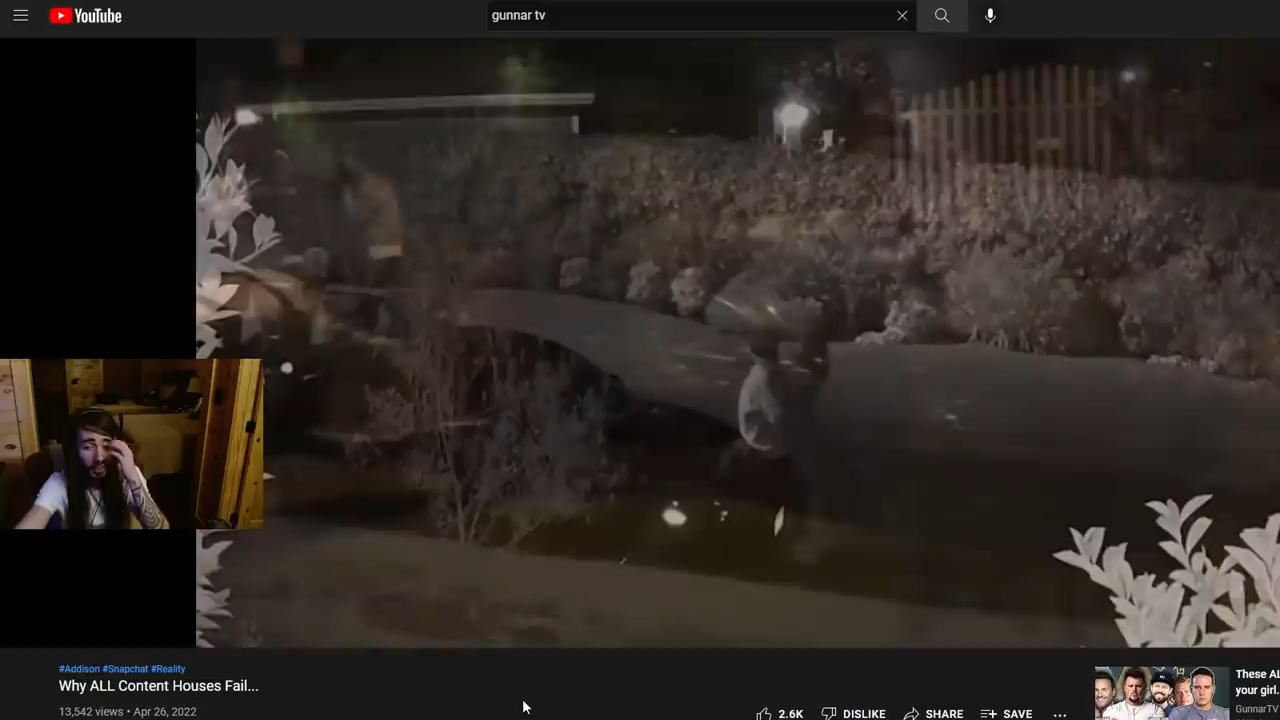 YouTube
gunnar tv
#Addison #Snapchat #Reality
Why ALL Content Houses Fail...
13,542 views • Apr 26, 2022
2.6K
DISLIKE
SHARE
SAVE
These AL
your girl.
GunnarTV